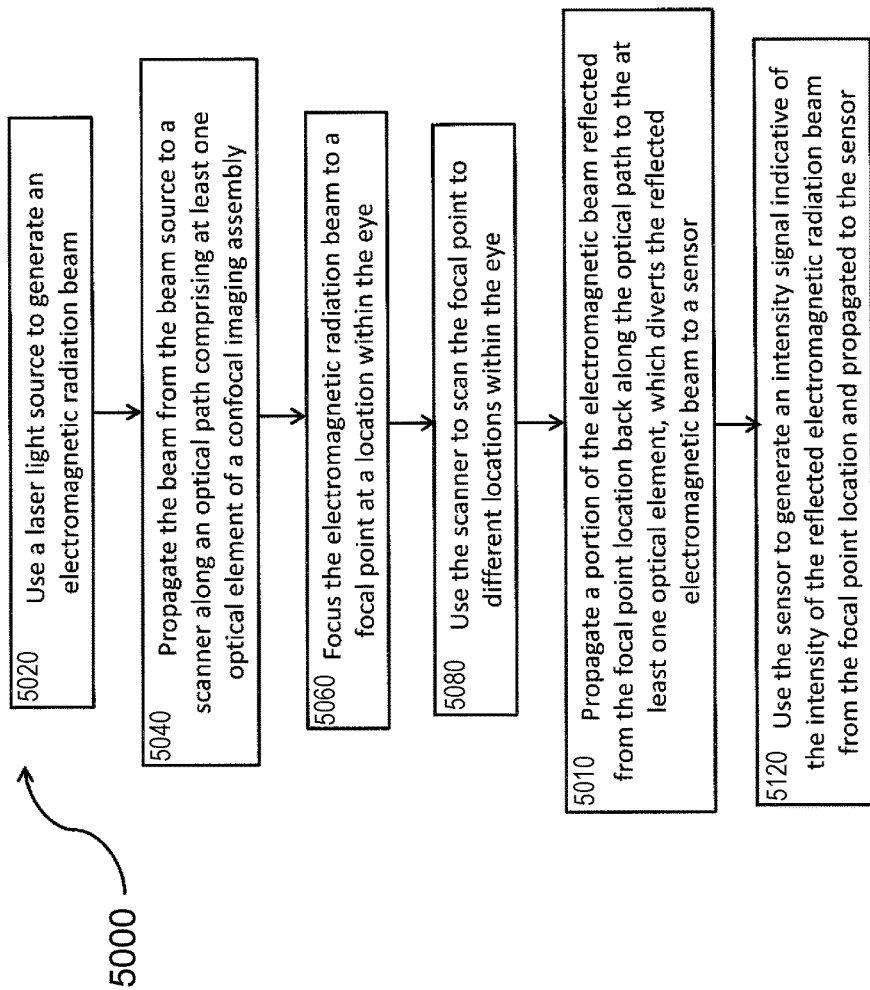 5000
5020 Use a laser light source to generate an
electromagnetic radiation beam
5040 Propagate the beam from the beam source to a
scanner along an optical path comprising at least one
optical element of a confocal imaging assembly
5060 Focus the electromagnetic radiation beam to a
focal point at a location within the eye
5080 Use the scanner to scan the focal point to
different locations within the eye
5010 Propagate a portion of the electromagnetic beam reflected
from the focal point location back along the optical path to the at
least one optical element, which diverts the reflected
electromagnetic beam to a sensor
5120 Use the sensor to generate an intensity signal indicative of
the intensity of the reflected electromagnetic radiation beam
from the focal point location and propagated to the sensor